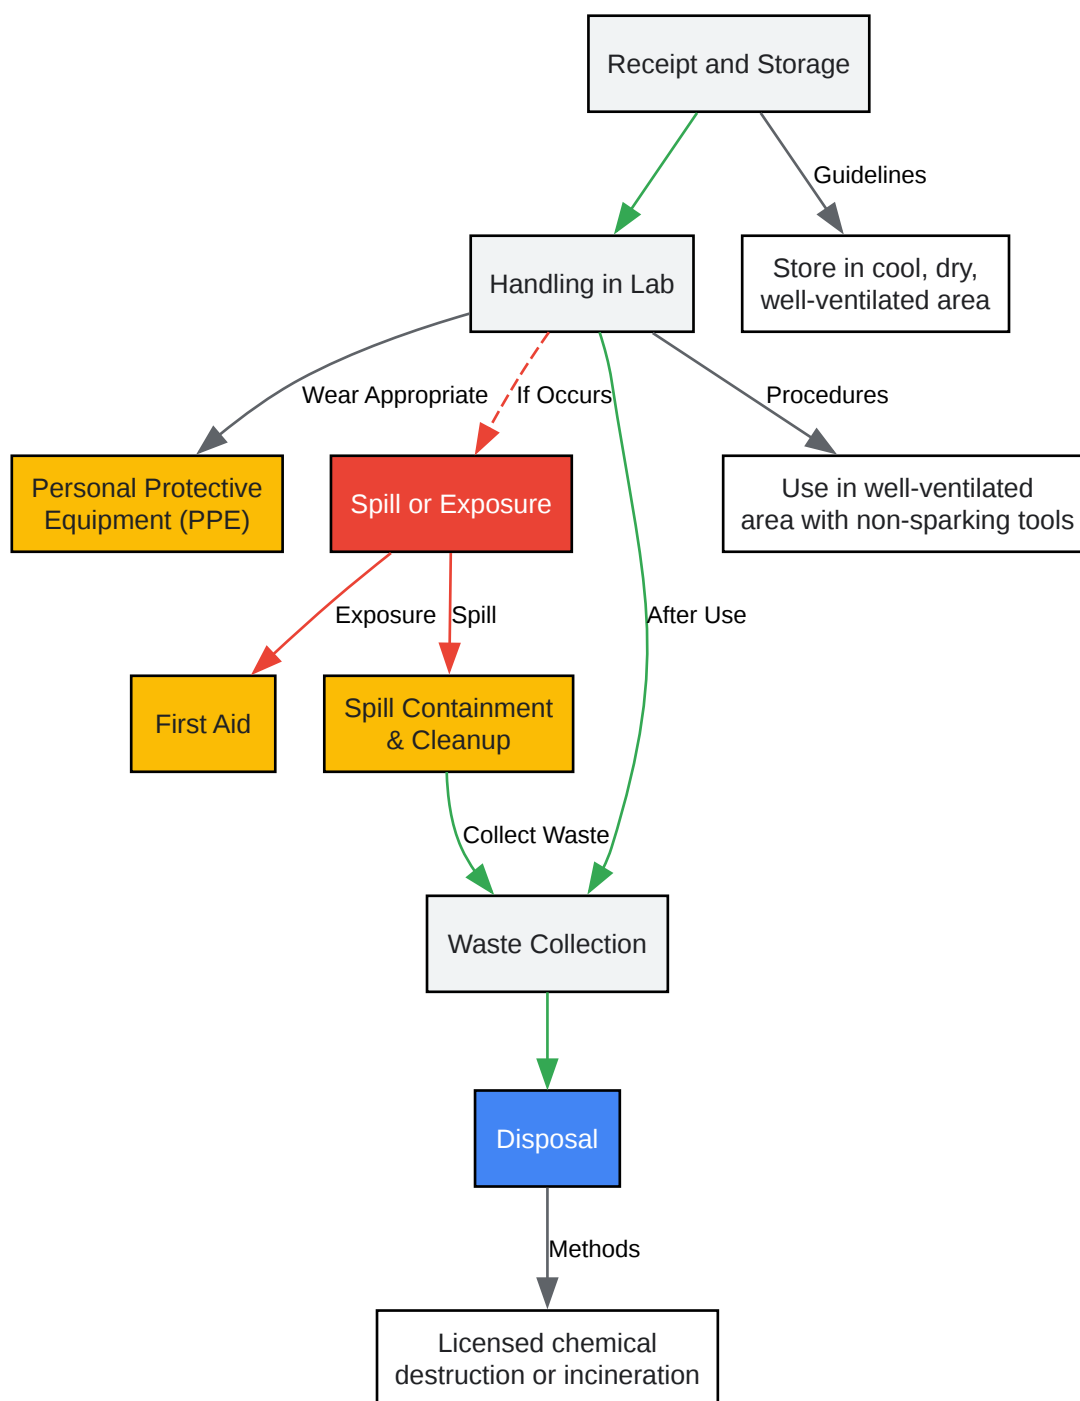 Receipt and Storage
Guidelines
Handling in Lab
Store in cool, dry,
well-ventilated area
Wear Appropriate
If Occurs
Procedures
Personal Protective
Equipment (PPE)
Spill or Exposure
Use in well-ventilated
area with non-sparking tools
Exposure
Spill
After Use
First Aid
Spill Containment
& Cleanup
Collect Waste
Waste Collection
Disposal
Methods
Licensed chemical
destruction or incineration